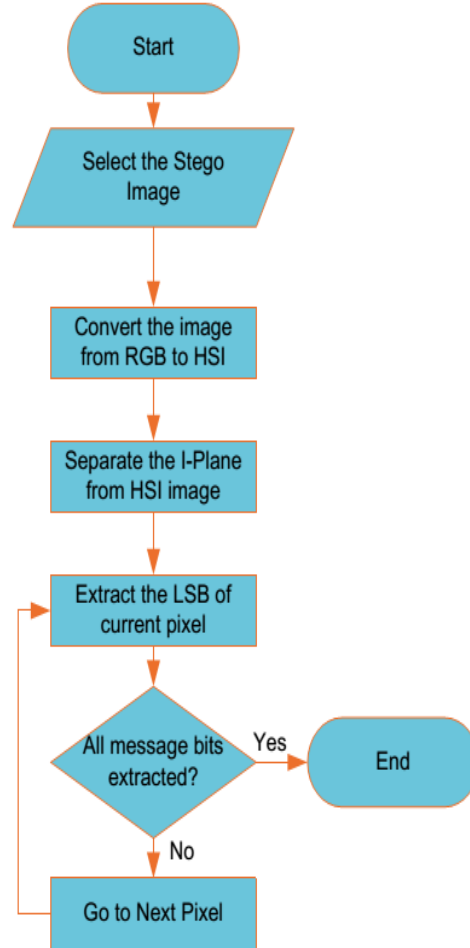 Start
Select the Stego
Image
Convert the image
from RGB to HSI
Separate the I-Plane
from HSI image
Extract the LSB of
current pixel
All message bits
extracted?
Yes
End
No
Go to Next Pixel